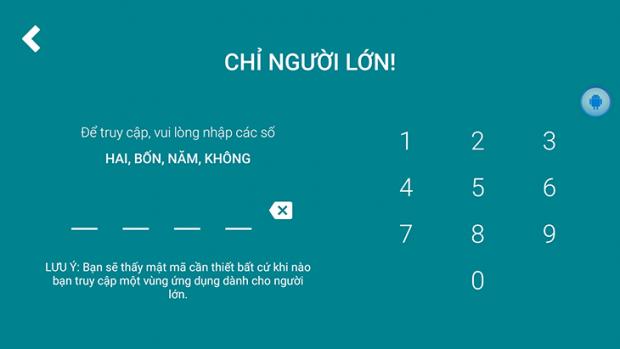 CHỈ NGƯỜI LỚN!
Để truy cập, vui lòng nhập các số
HAI, BỐN, NĂM, KHÔNG
LƯU Ý: Bạn sẽ thấy mật mã cần thiết bất cứ khi nào
bạn truy cập một vùng ứng dụng dành cho người
lớn.
1 2 3
4 5 6
7 8 9
0